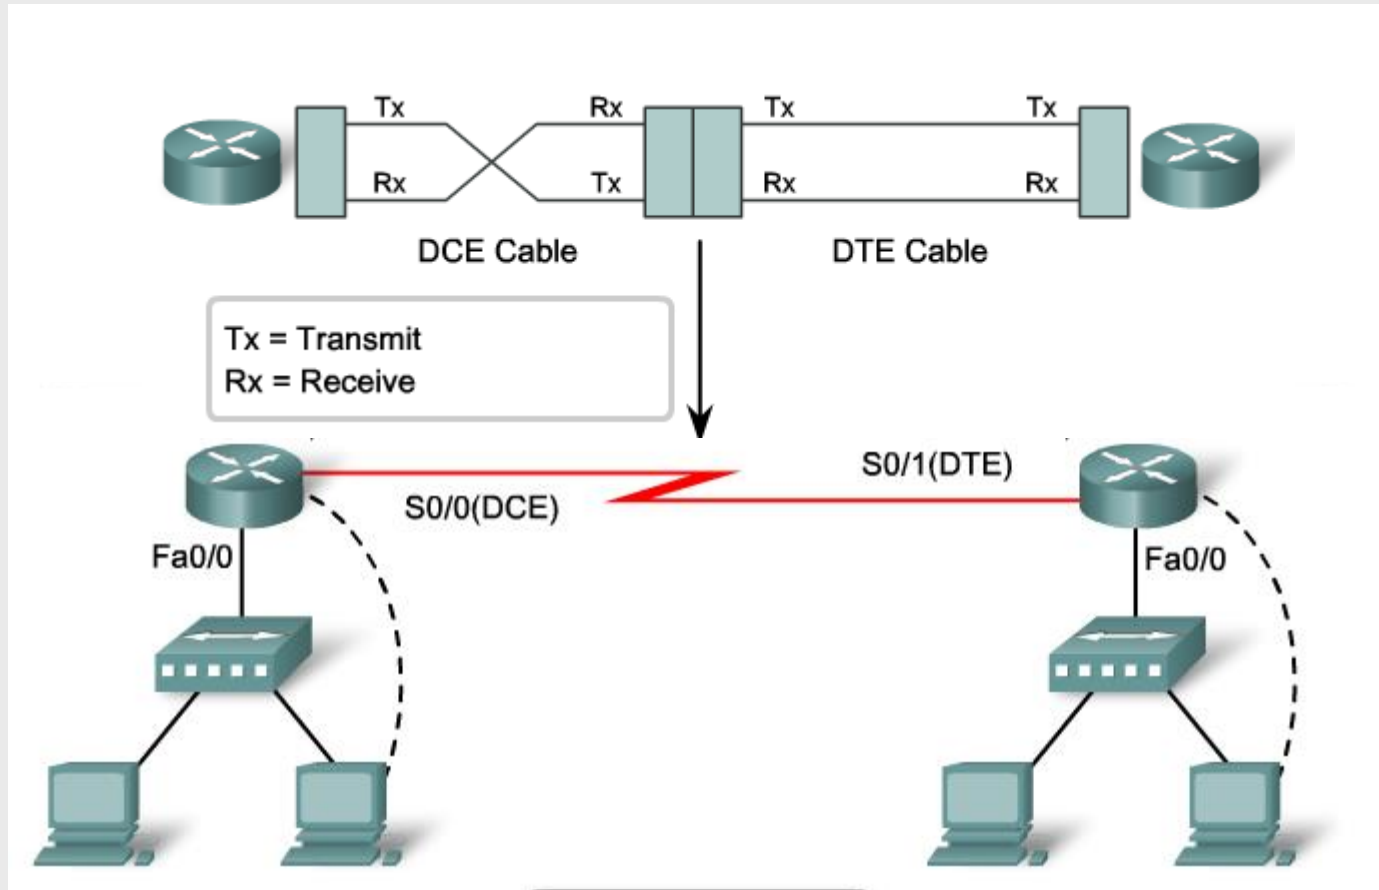 Tx Rx Tx Tx
Rx Tx Rx Rx
DCE Cable DTE Cable
Tx = Transmit
Rx = Receive
S0/1(DTE)
S0/0(DCE)
Fa0/0 Fa0/0